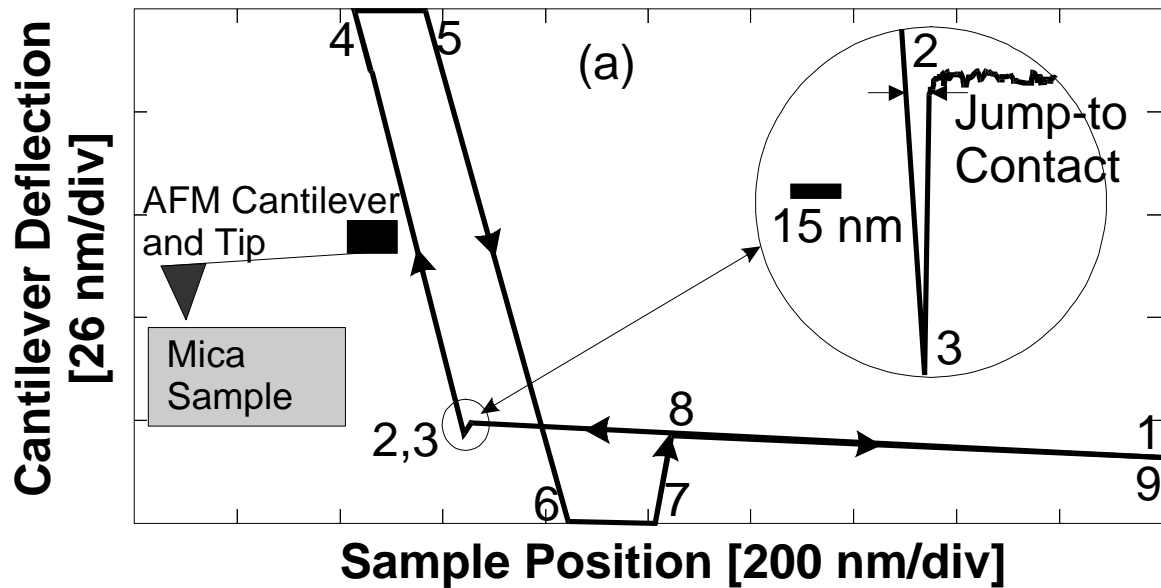 Cantilever Deflection
[26 nm/div]
4
5
(a)
2
Jump-to
Contact
15 nm
3
AFM Cantilever
and Tip
Mica
Sample
2,3
8
1
6
7
9
Sample Position [200 nm/div]